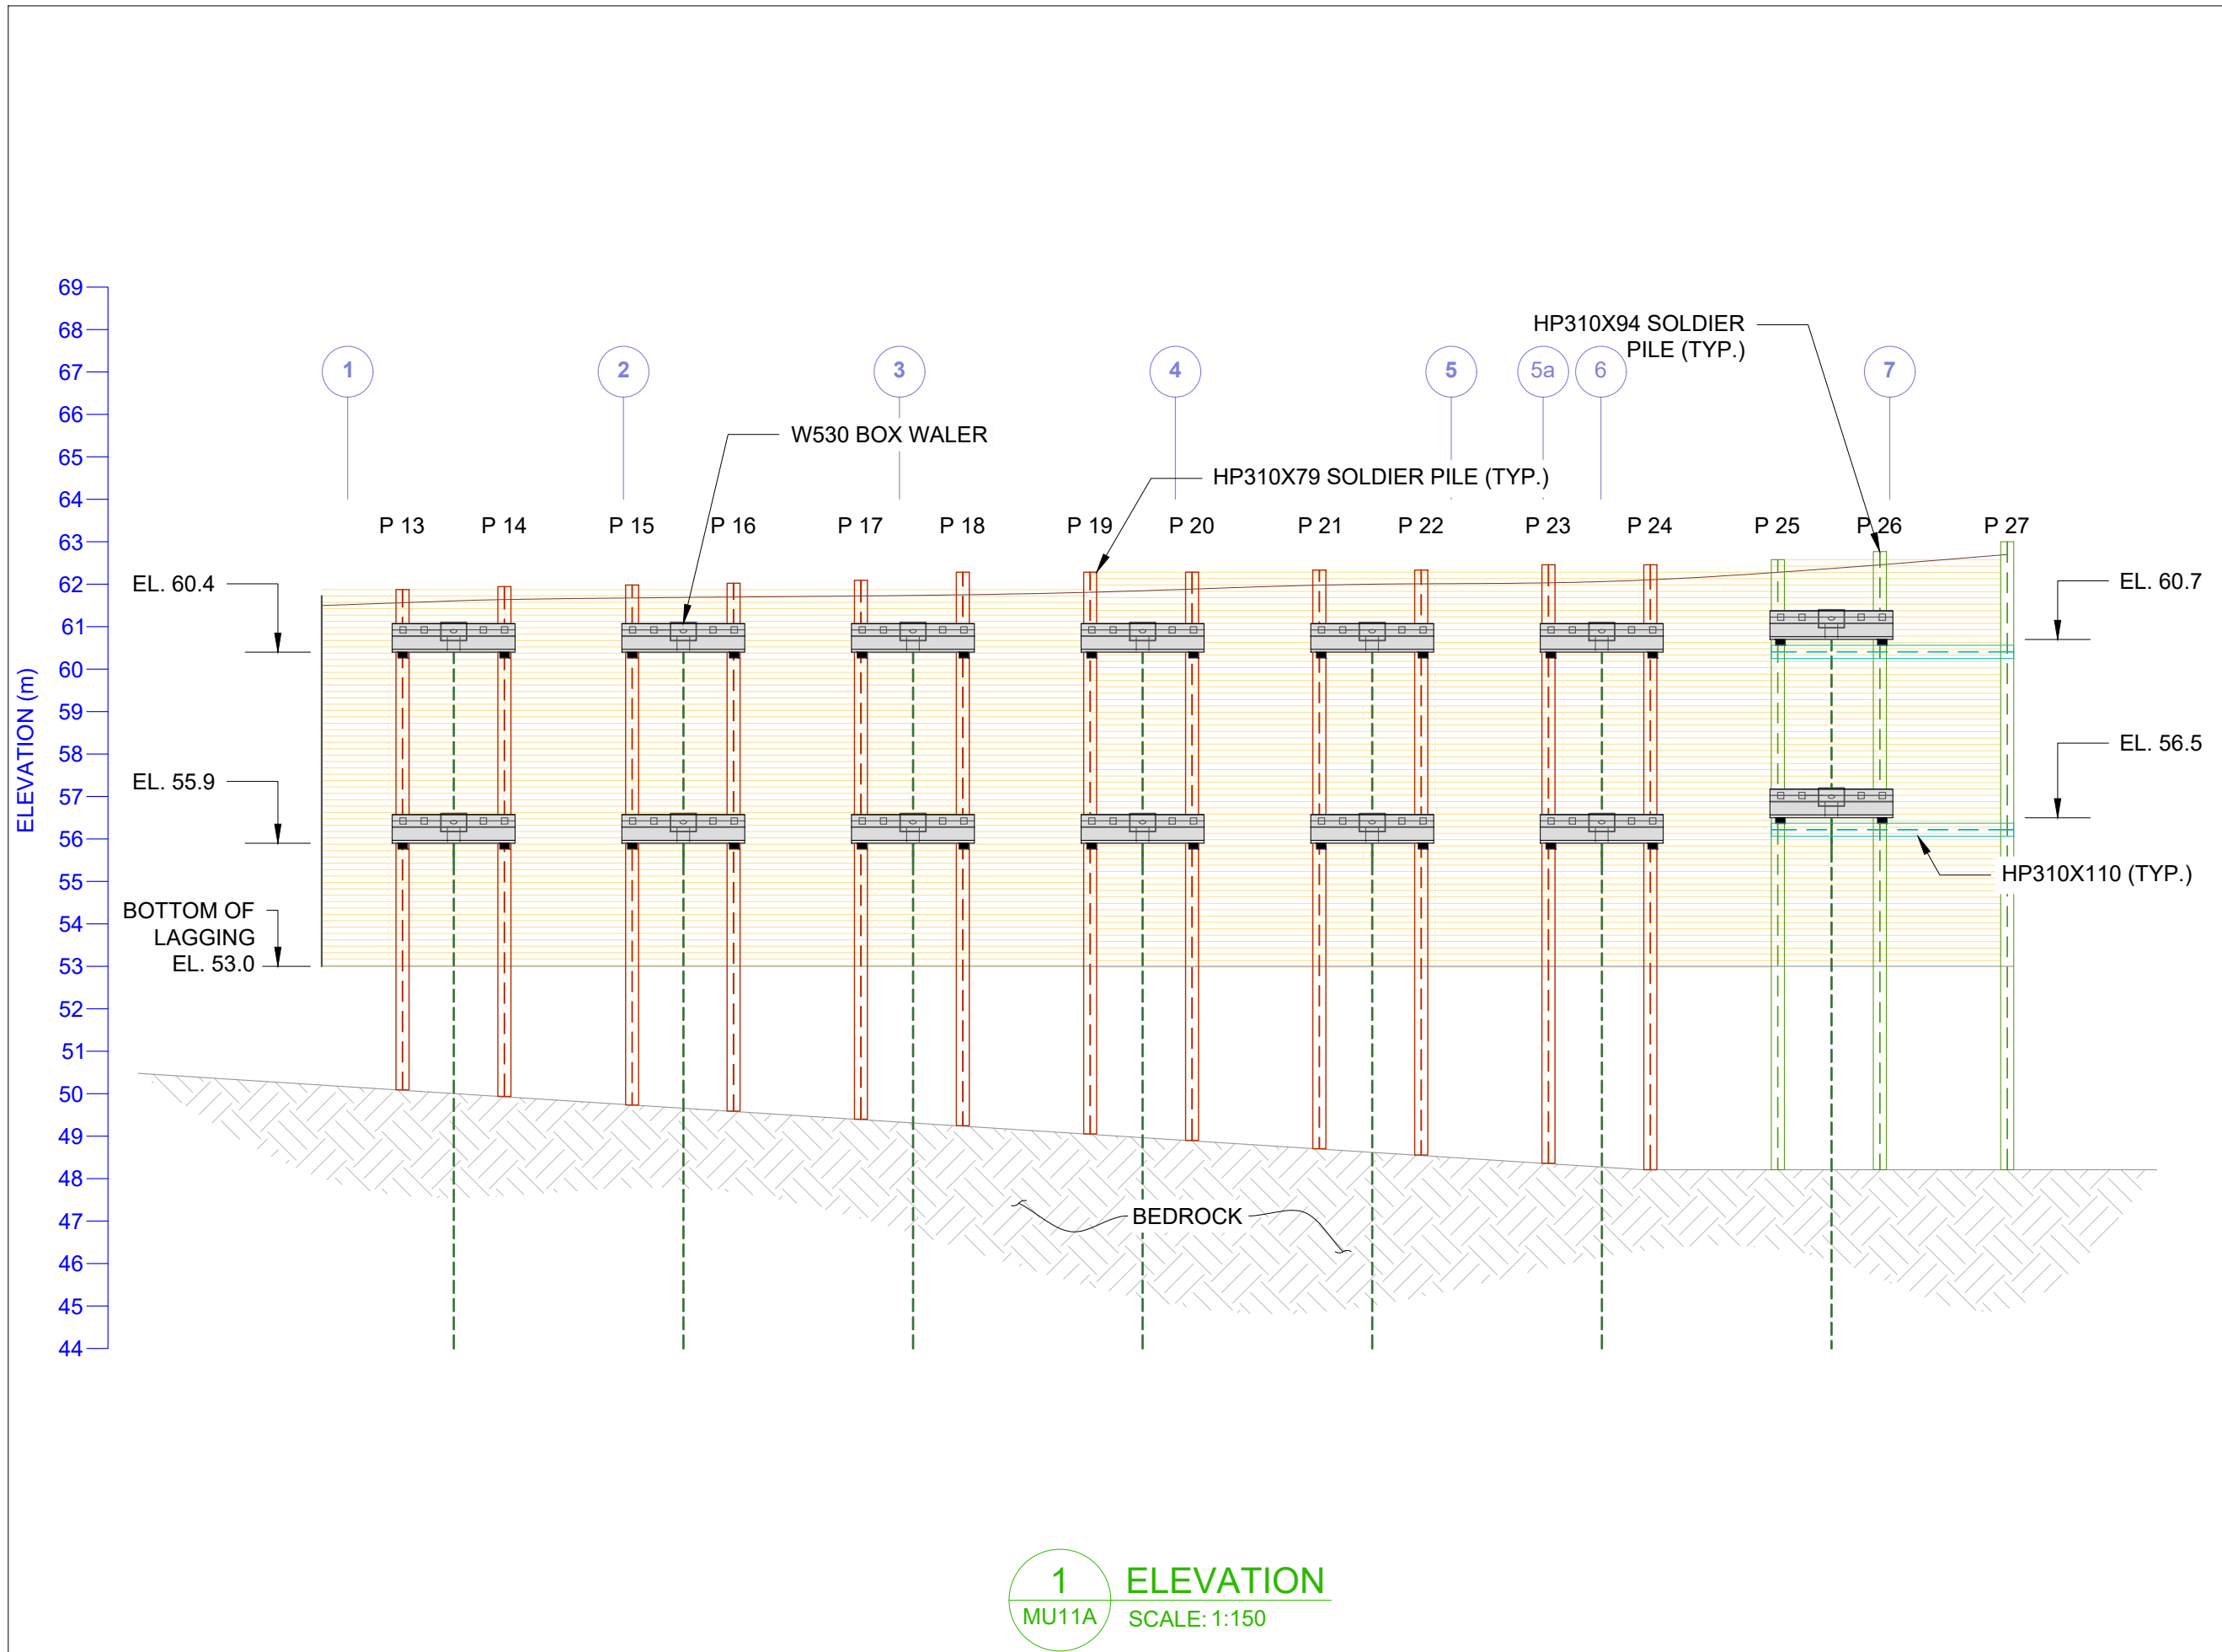 69
68
67
66
65
64
63
62
61
60
59
58
57
56
55
54
53
52
51
50
49
48
47
46
45
44
ELEVATION (m)
HP310X94 SOLDIER
PILE (TYP.)
1
2
3
4
5
5a
6
7
W530 BOX WALER
HP310X79 SOLDIER PILE (TYP.)
P 13
P 14
P 15
P 16
P 17
P 18
P 19
P 20
P 21
P 22
P 23
P 24
P 25
P 26
P 27
EL. 60.4
EL. 60.7
EL. 55.9
EL. 56.5
HP310X110 (TYP.)
BOTTOM OF
LAGGING
EL. 53.0
BEDROCK
1
MU11A
ELEVATION
SCALE: 1:150